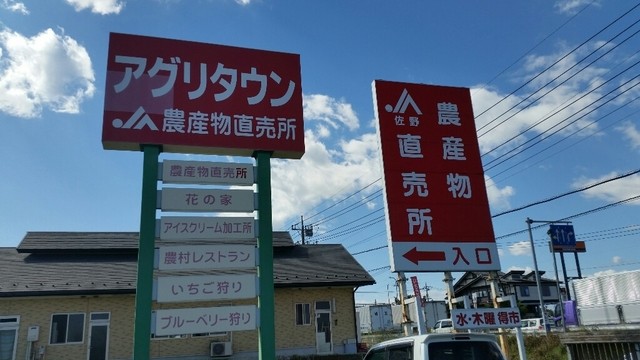 アグリタウン
JA 農産物直売所
農産物直売所
花の家
アイスクリーム加工所
農村レストラン
いちご狩り
ブルーベリー狩り
JA佐野
農産物
直売所
入口
水・木曜 得市